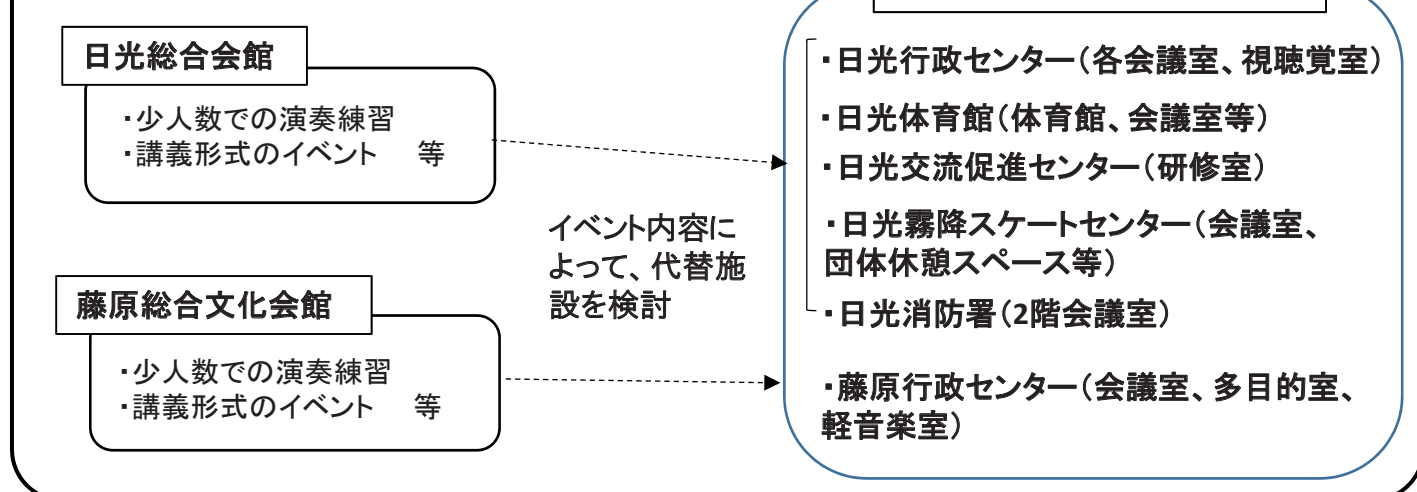 日光総合会館
・少人数での演奏練習
・講義形式のイベント　等
イベント内容に
よって、代替施
設を検討
藤原総合文化会館
・少人数での演奏練習
・講義形式のイベント　等
・日光行政センター（各会議室、視聴覚室）
・日光体育館（体育館、会議室等）
・日光交流促進センター（研修室）
・日光霧降スケートセンター（会議室、
団体休憩スペース等）
・日光消防署（2階会議室）
・藤原行政センター（会議室、多目的室、
軽音楽室）